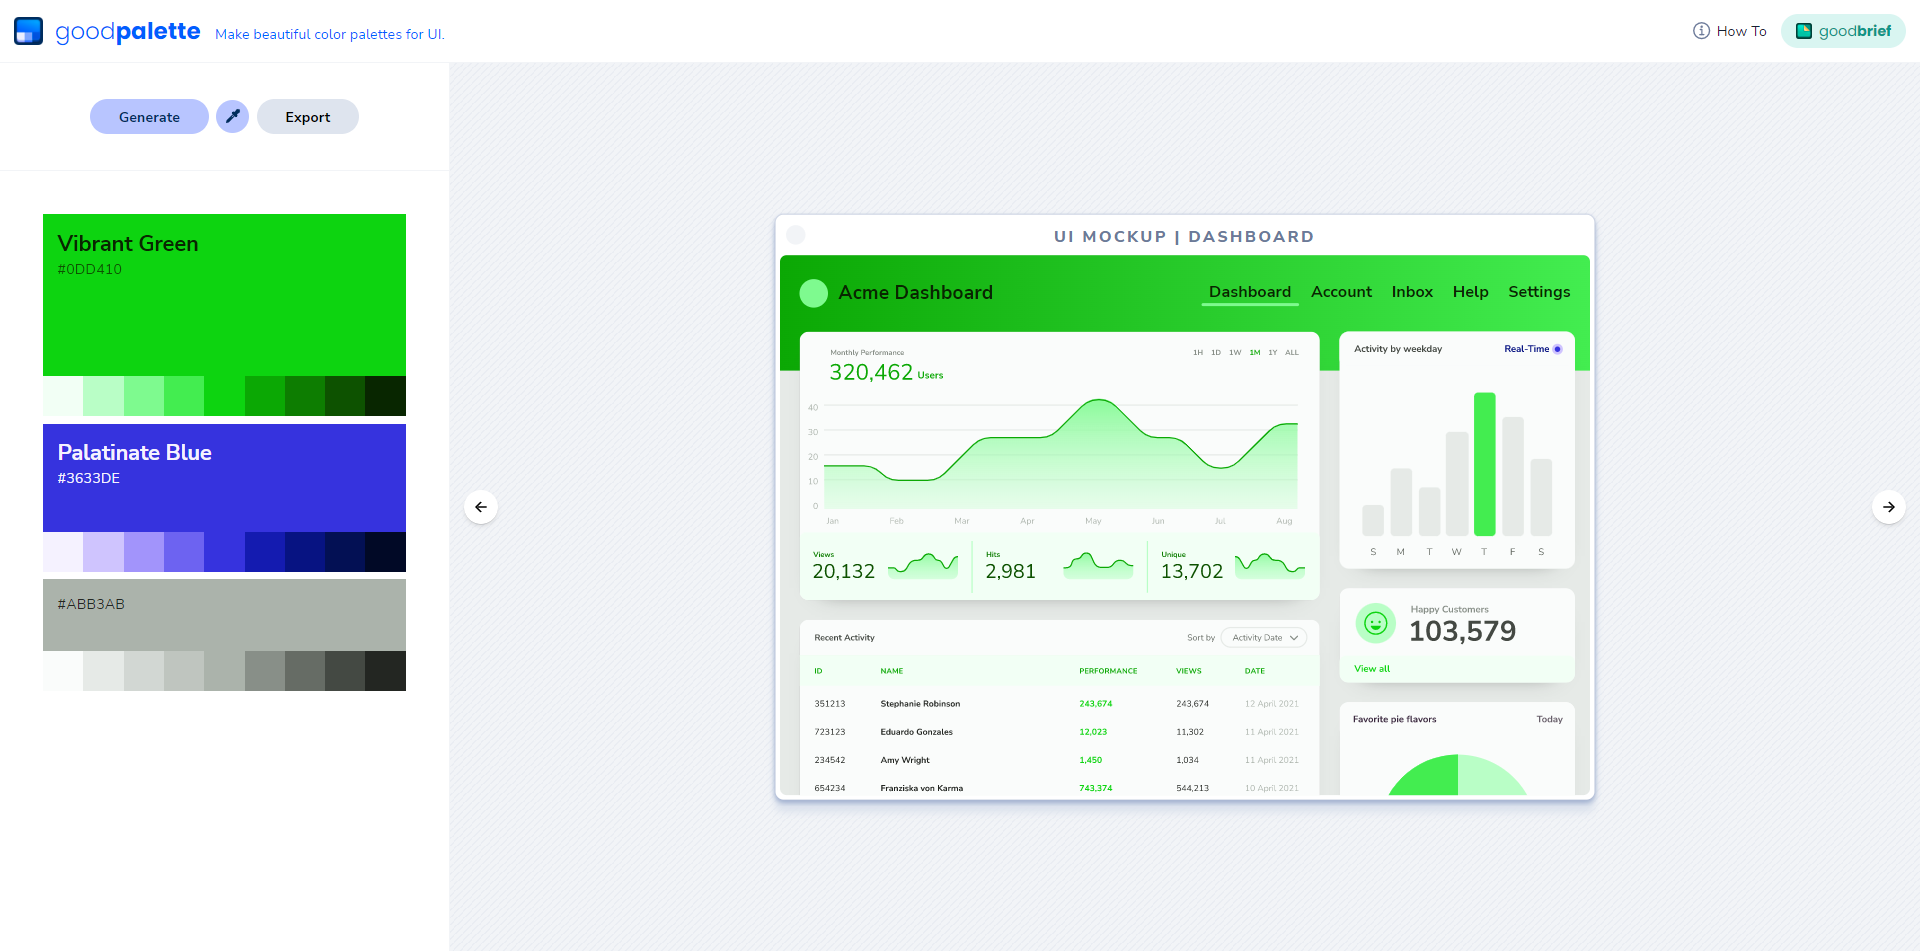 goodpalette Make beautiful color palettes for UI.
How To
goodbrief
Generate
Export
Vibrant Green
#0DD410
Palatinate Blue
#3633DE
#ABB3AB
UI MOCKUP | DASHBOARD
Acme Dashboard
Dashboard Account Inbox Help Settings
Monthly Performance
1H 1D 1W 1M 1Y ALL
320,462 Users
40
30
20
10
0
Jan Feb Mar Apr May Jun Jul Aug
Views
20,132
Hits
2,981
Unique
13,702
Activity by weekday
Real-Time
S M T W T F S
Happy Customers
103,579
View all
Recent Activity
Sort by Activity Date
ID NAME PERFORMANCE VIEWS DATE
351213 Stephanie Robinson 243,674 243,674 12 April 2021
723123 Eduardo Gonzales 12,023 11,302 11 April 2021
234542 Amy Wright 1,450 1,034 11 April 2021
654234 Franziska von Karma 743,374 544,213 10 April 2021
Favorite pie flavors
Today